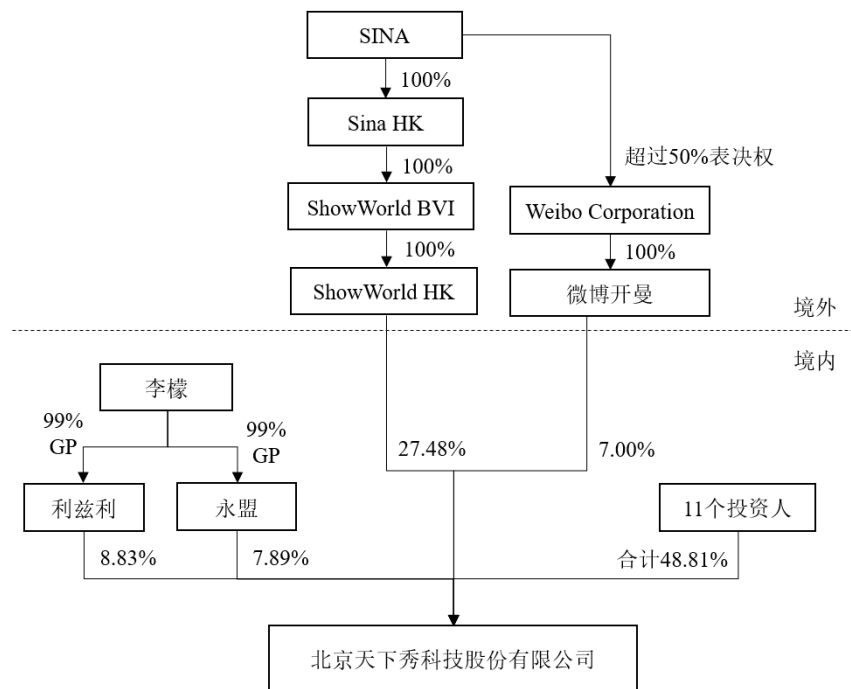 SINA
100%
Sina HK
100%
超过50%表决权
ShowWorld BVI
Weibo Corporation
100%
100%
ShowWorld HK
微博开曼
境外
境内
李檬
99%
GP
99%
GP
27.48%
7.00%
利兹利
永盟
11个投资人
8.83%
7.89%
合计48.81%
北京天下秀科技股份有限公司